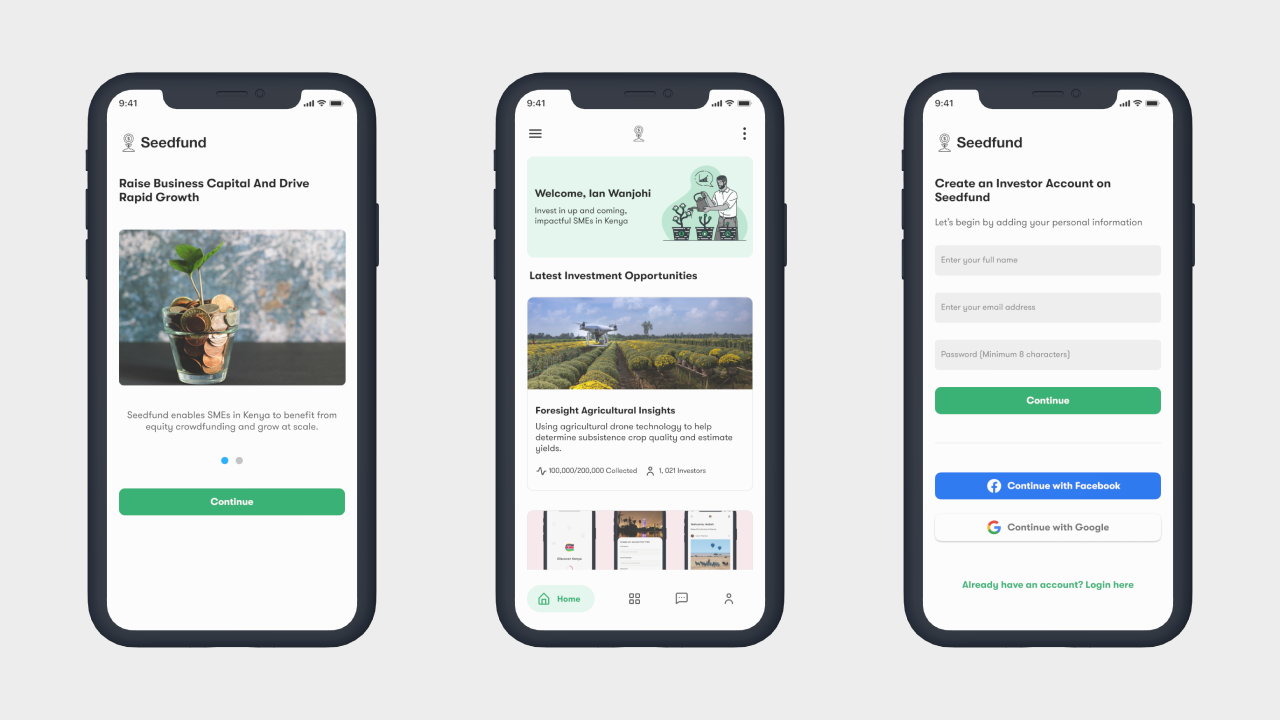 9:41
Seedfund
Raise Business Capital And Drive
Rapid Growth
Seedfund enables SMEs in Kenya to benefit from
equity crowdfunding and grow at scale.
Continue
9:41
Welcome, Ian Wanjohi
Invest in up and coming,
impactful SMEs in Kenya
Latest Investment Opportunities
Foresight Agricultural Insights
Using agricultural drone technology to help
determine subsistence crop quality and estimate
yields.
100,000/200,000 Collected
1, 021 Investors
Discover Kenya
Home
9:41
Seedfund
Create an Investor Account on
Seedfund
Let's begin by adding your personal information
Enter your full name
Enter your email address
Password (Minimum 8 characters)
Continue
Continue with Facebook
Continue with Google
Already have an account? Login here